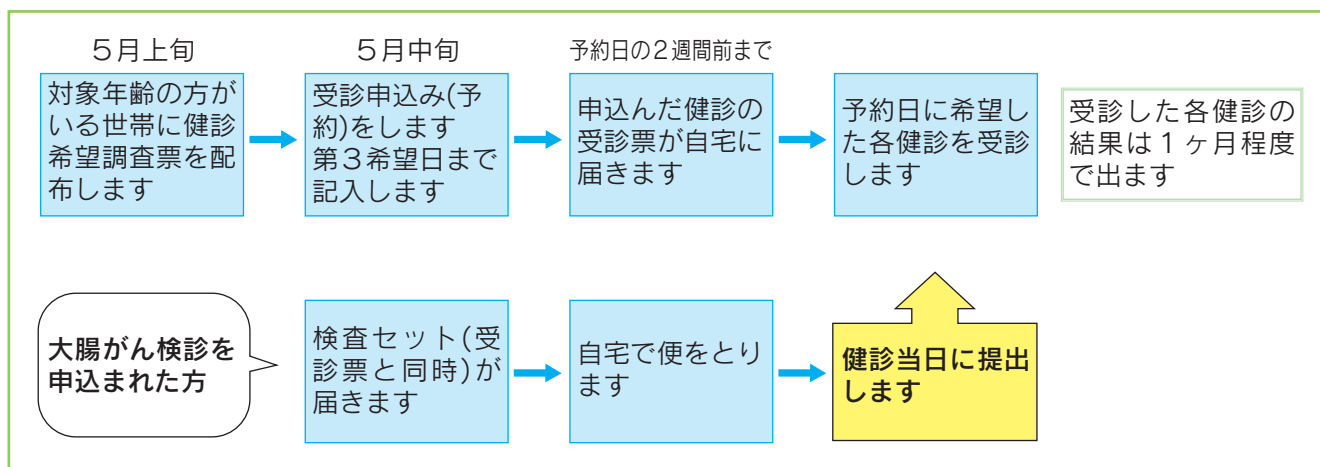 5月上旬
対象年齢の方が
いる世帯に健診
希望調査票を配
布します
5月中旬
受診申込み(予
約)をします
第3希望日まで
記入します
予約日の2週間前まで
申込んだ健診の
受診票が自宅に
届きます
予約日に希望し
た各健診を受診
します
受診した各健診の
結果は1ヶ月程度
で出ます
大腸がん検診を
申込まれた方
検査セット(受
診票と同時)が
届きます
自宅で便をとり
ます
健診当日に提出
します